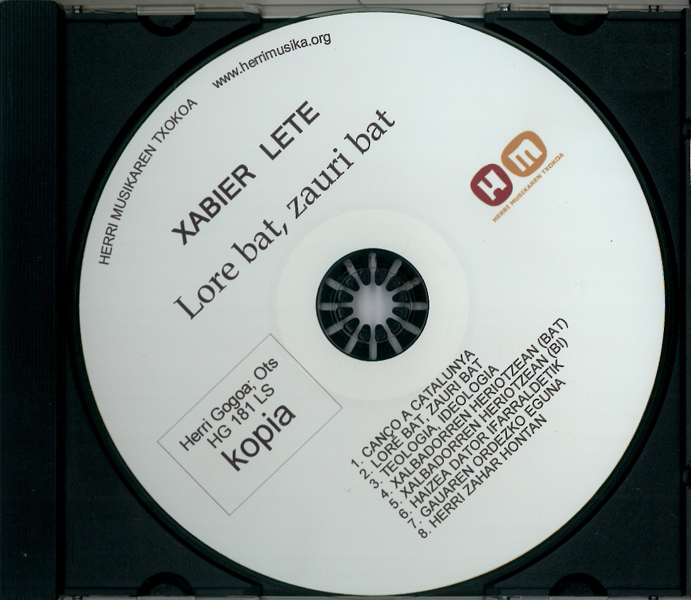 HERRI MUSIKAREN TXOKOA
www.herrimusika.org
XABIER LETE
Lore bat, zauri bat
HM
HERRI MUSIKAREN TXOKOA
Herri Gogoa; Ots
HG 181 LS
kopia
1. CANÇO A CATALUNYA
2. LORE BAT, ZAURI BAT
3. TEOLOGIA, IDEOLOGIA
4. XALBADORREN HERIOTZEAN (BAT)
5. XALBADORREN HERIOTZEAN (BI)
6. HAIZEA DATOR IFARRALDETIK
7. GAUAREN ORDEZKO EGUNA
8. HERRI ZAHAR HONTAN